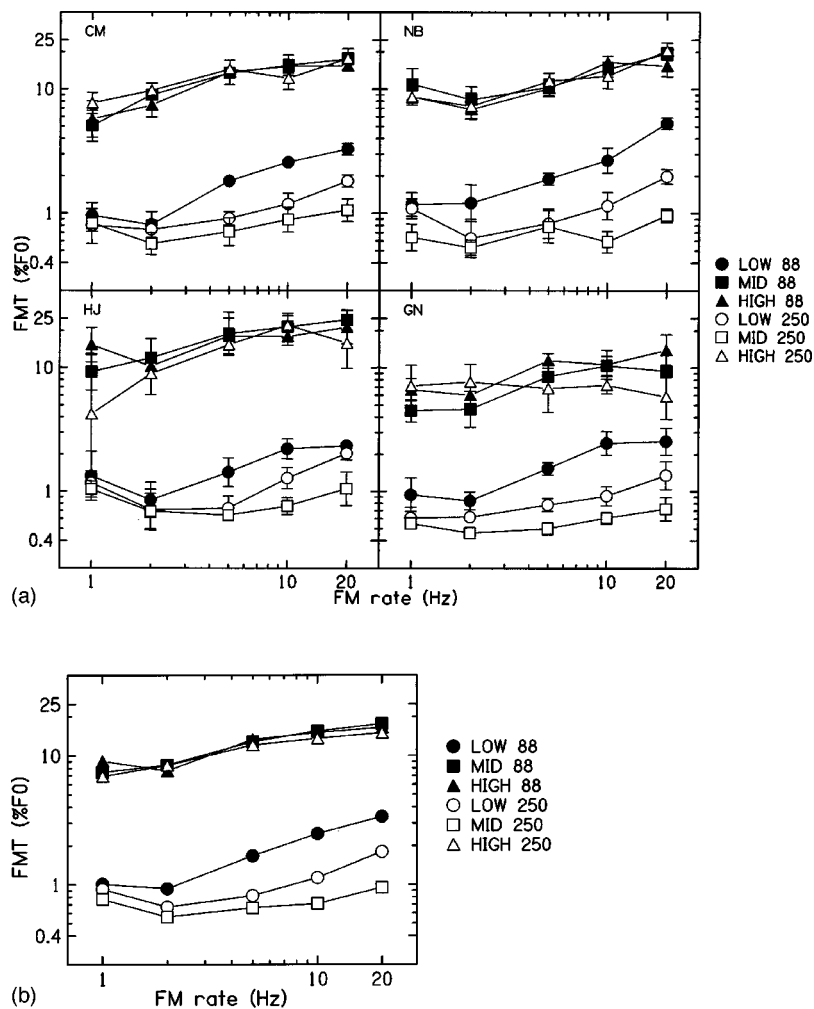 CM
NB
25
10
1
0.4
HJ
GN
25
10
1
0.4
FMT (%F0)
LOW 88
MID 88
HIGH 88
LOW 250
MID 250
HIGH 250
1
10
20
1
10
20
FM rate (Hz)
(a)
25
10
1
0.4
FMT (%F0)
LOW 88
MID 88
HIGH 88
LOW 250
MID 250
HIGH 250
1
10
20
FM rate (Hz)
(b)